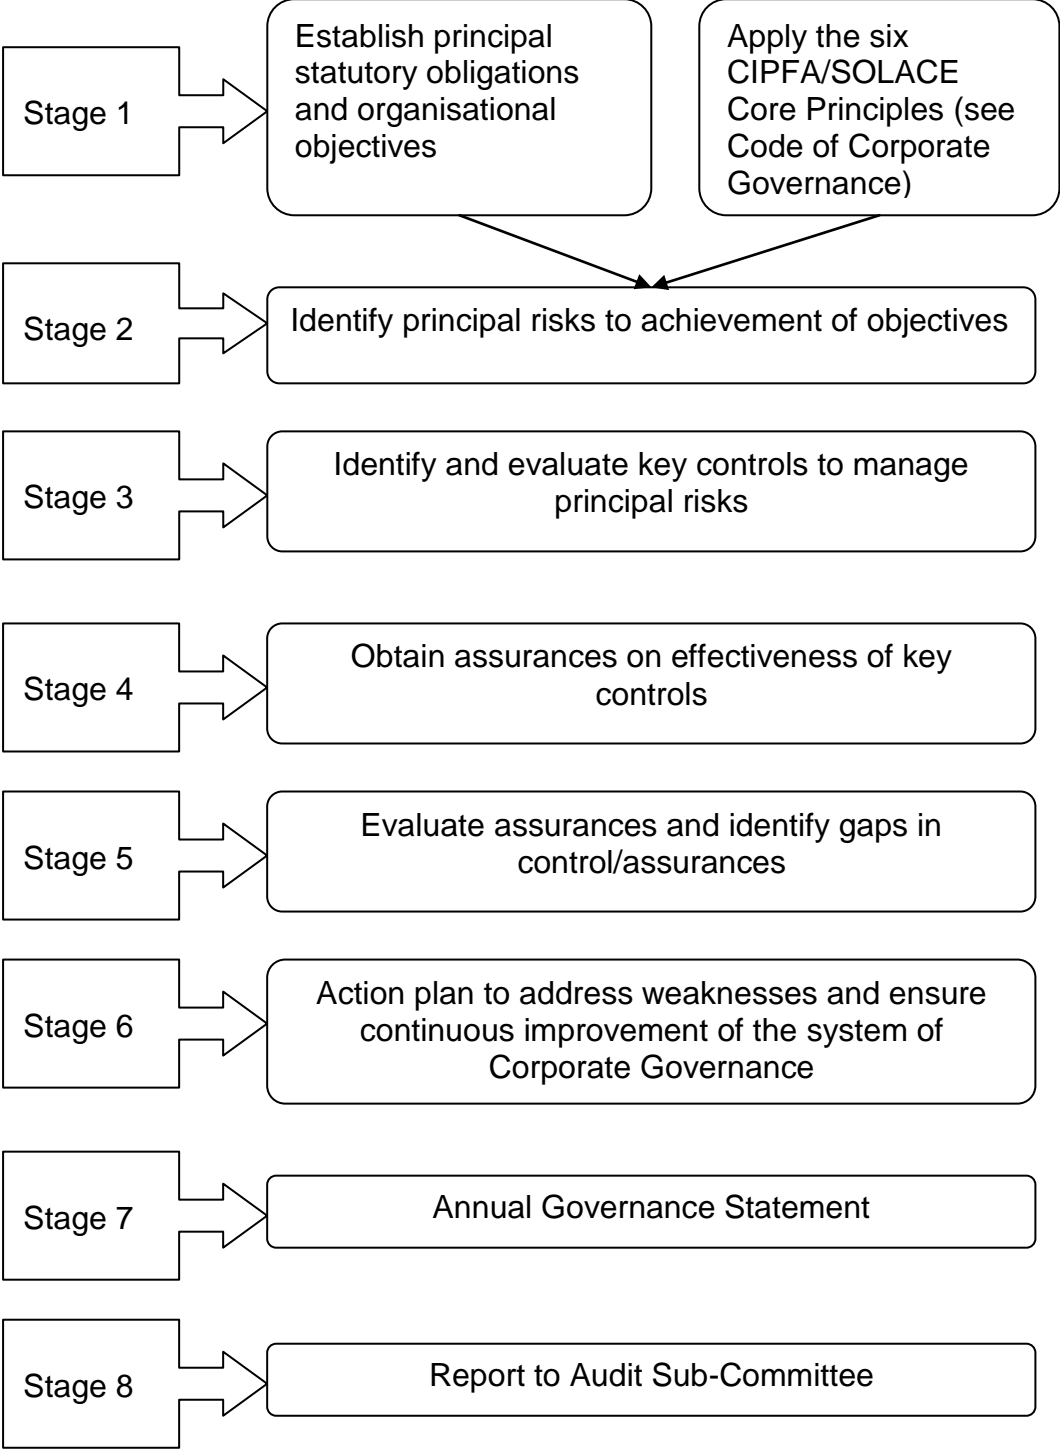 Stage 1
Establish principal
statutory obligations
and organisational
objectives
Apply the six
CIPFA/SOLACE
Core Principles (see
Code of Corporate
Governance)
Stage 2
Identify principal risks to achievement of objectives
Stage 3
Identify and evaluate key controls to manage
principal risks
Stage 4
Obtain assurances on effectiveness of key
controls
Stage 5
Evaluate assurances and identify gaps in
control/assurances
Stage 6
Action plan to address weaknesses and ensure
continuous improvement of the system of
Corporate Governance
Stage 7
Annual Governance Statement
Stage 8
Report to Audit Sub-Committee